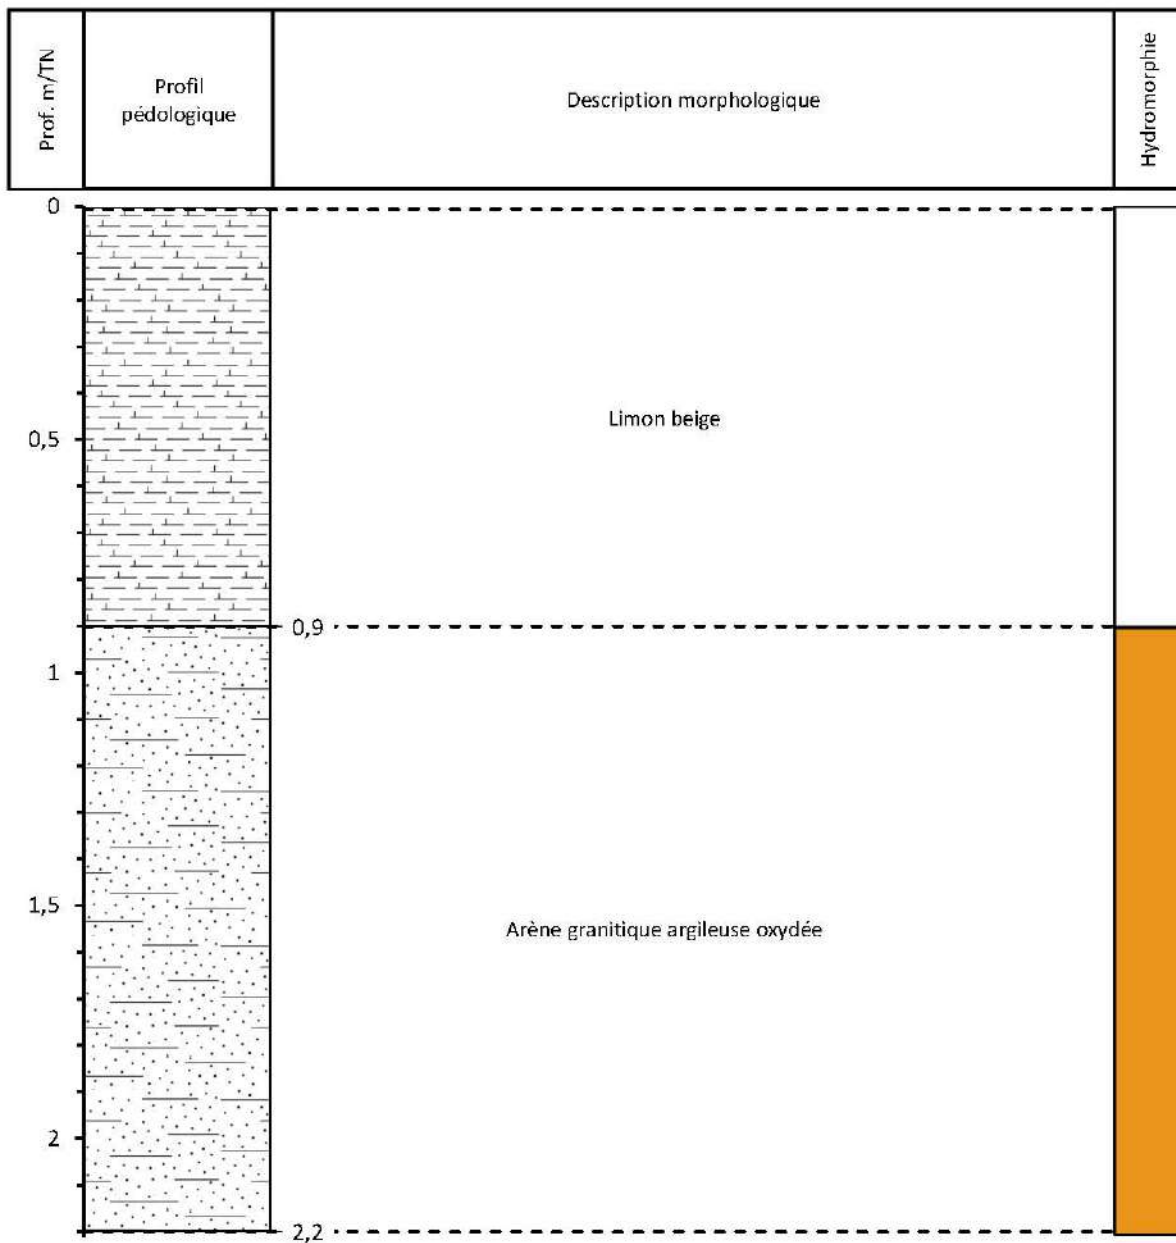 Prof. m/TN
Profil
pédologique
Description morphologique
Hydromorphie
0
Limon beige
0,5
0,9
1
1,5
Arène granitique argileuse oxydée
2
2,2